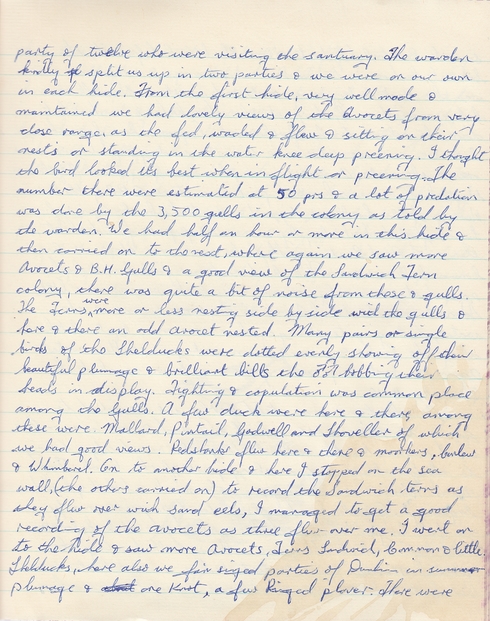 party of twelve who were visiting the santuary. The warden
kindly split us up in two parties & we were on our own
in each hide. From the first hide, very well made &
maintained we had lovely views of the Avocets from very
close range, as the fed, waded & flew & sitting on their
nests or standing in the water knee deep preening. I thought
the bird looked its best when in flight or preening. The
number there were estimated at 50 prs & a lot of predation
was done by the 3,500 gulls in the colony as told by
the warden. We had half an hour or more in this hide &
then carried on to the next, where again we saw more
Avocets & B.H. Gulls & a good view of the Sandwich Tern
colony, there was quite a bit of noise from these & gulls.
The Terns, were more or less nesting side by side with the gulls &
here & there an odd avocet nested. Many pairs or single
birds of the Shelducks were dotted evenly showing off their
beautiful plumage & brilliant bills the bobbing their
heads in display. Fighting & copulation was common place
among the Gulls. A few duck were here & there, among
these were Mallard, Pintail, Gadwell and Shoveller of which
we had good views. Redshanks flew here & there &
& Whimbrel. On to another hide & here I stopped on the sea
wall, (the others carried on) to record the Sandwich terns as
they flew over with sand eels, I managed to get a good
recording of the avocets as three flew over me. I went on
to the hide & saw more Avocets, Terns Sandwich, Common & little,
Shelducks, here also we parties of Dunlin in summer
plumage & one Knot, a few Ringed plover. There were